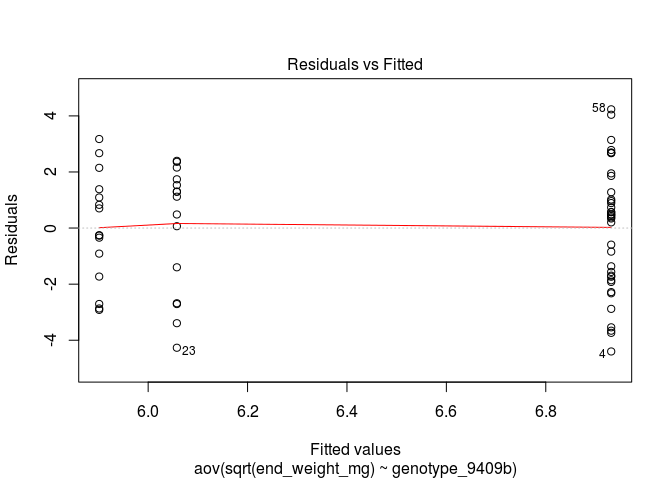 Residuals vs Fitted
Residuals
4
2
0
-2
-4
58
23
4
6.0 6.2 6.4 6.6 6.8
Fitted values
aov(sqrt(end_weight_mg) ~ genotype_9409b)